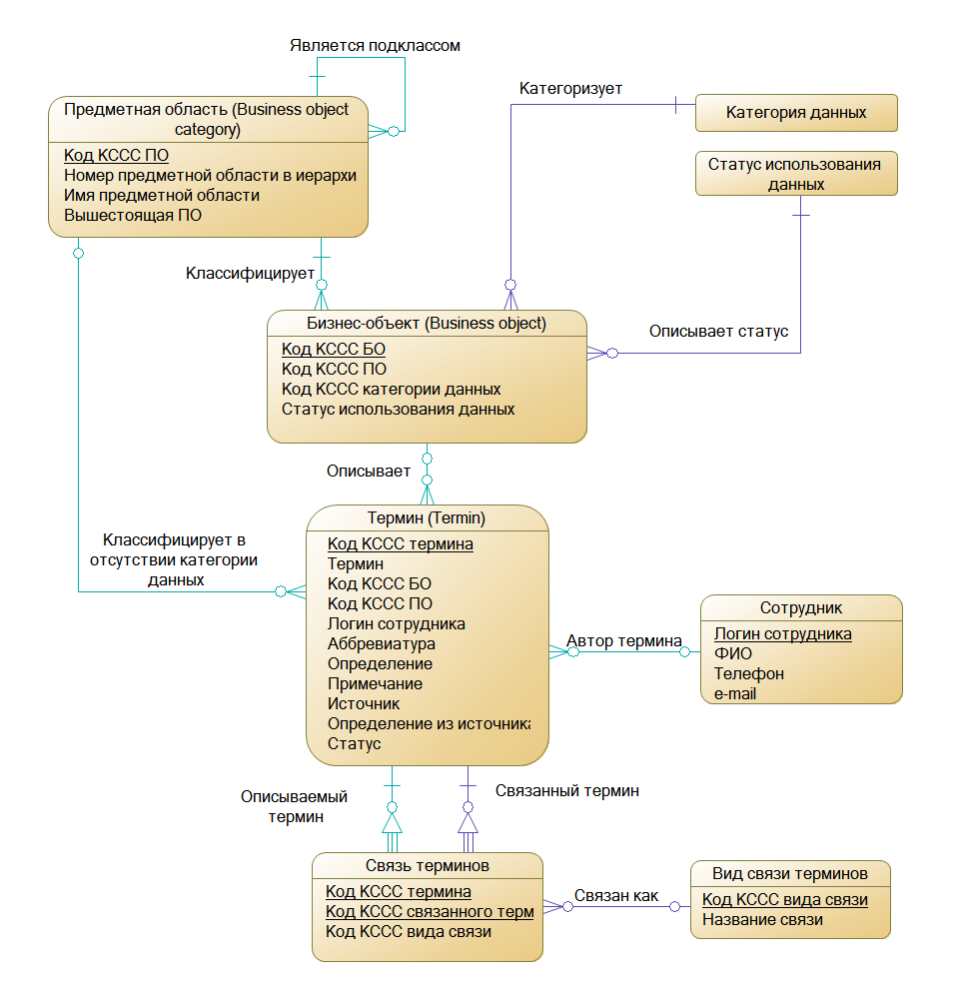 Является подклассом
Предметная область (Business object
category)
Код КССС ПО
Номер предметной области в иерархи
Имя предметной области
Вышестоящая ПО
Категоризует
Категория данных
Статус использования
данных
Классифицирует
Описывает статус
Бизнес-объект (Business object)
Код КССС БО
Код КССС ПО
Код КССС категории данных
Статус использования данных
Описывает
Классифицирует в
отсутствии категории
данных
Термин (Termin)
Код КССС термина
Термин
Код КССС БО
Код КССС ПО
Логин сотрудника
Аббревиатура
Определение
Примечание
Источник
Определение из источника
Статус
Автор термина
Сотрудник
Логин сотрудника
ФИО
Телефон
e-mail
Описываемый
термин
Связанный термин
Связь терминов
Код КССС термина
Код КССС связанного терм
Код КССС вида связи
Связан как
Вид связи терминов
Код КССС вида связи
Название связи